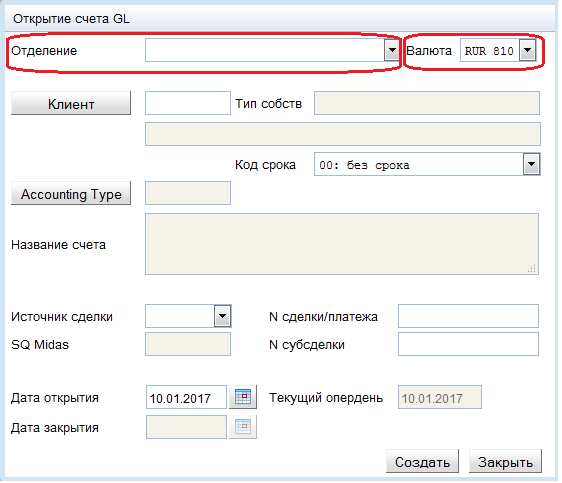 Открытие счета GL
Отделение Валюта RUR 810
Клиент Тип собств
Код срока 00: без срока
Accounting Type
Название счета
Источник сделки N сделки/платежа
SQ Midas N субсделки
Дата открытия 10.01.2017 Текущий опердень 10.01.2017
Дата закрытия
Создать Закрыть